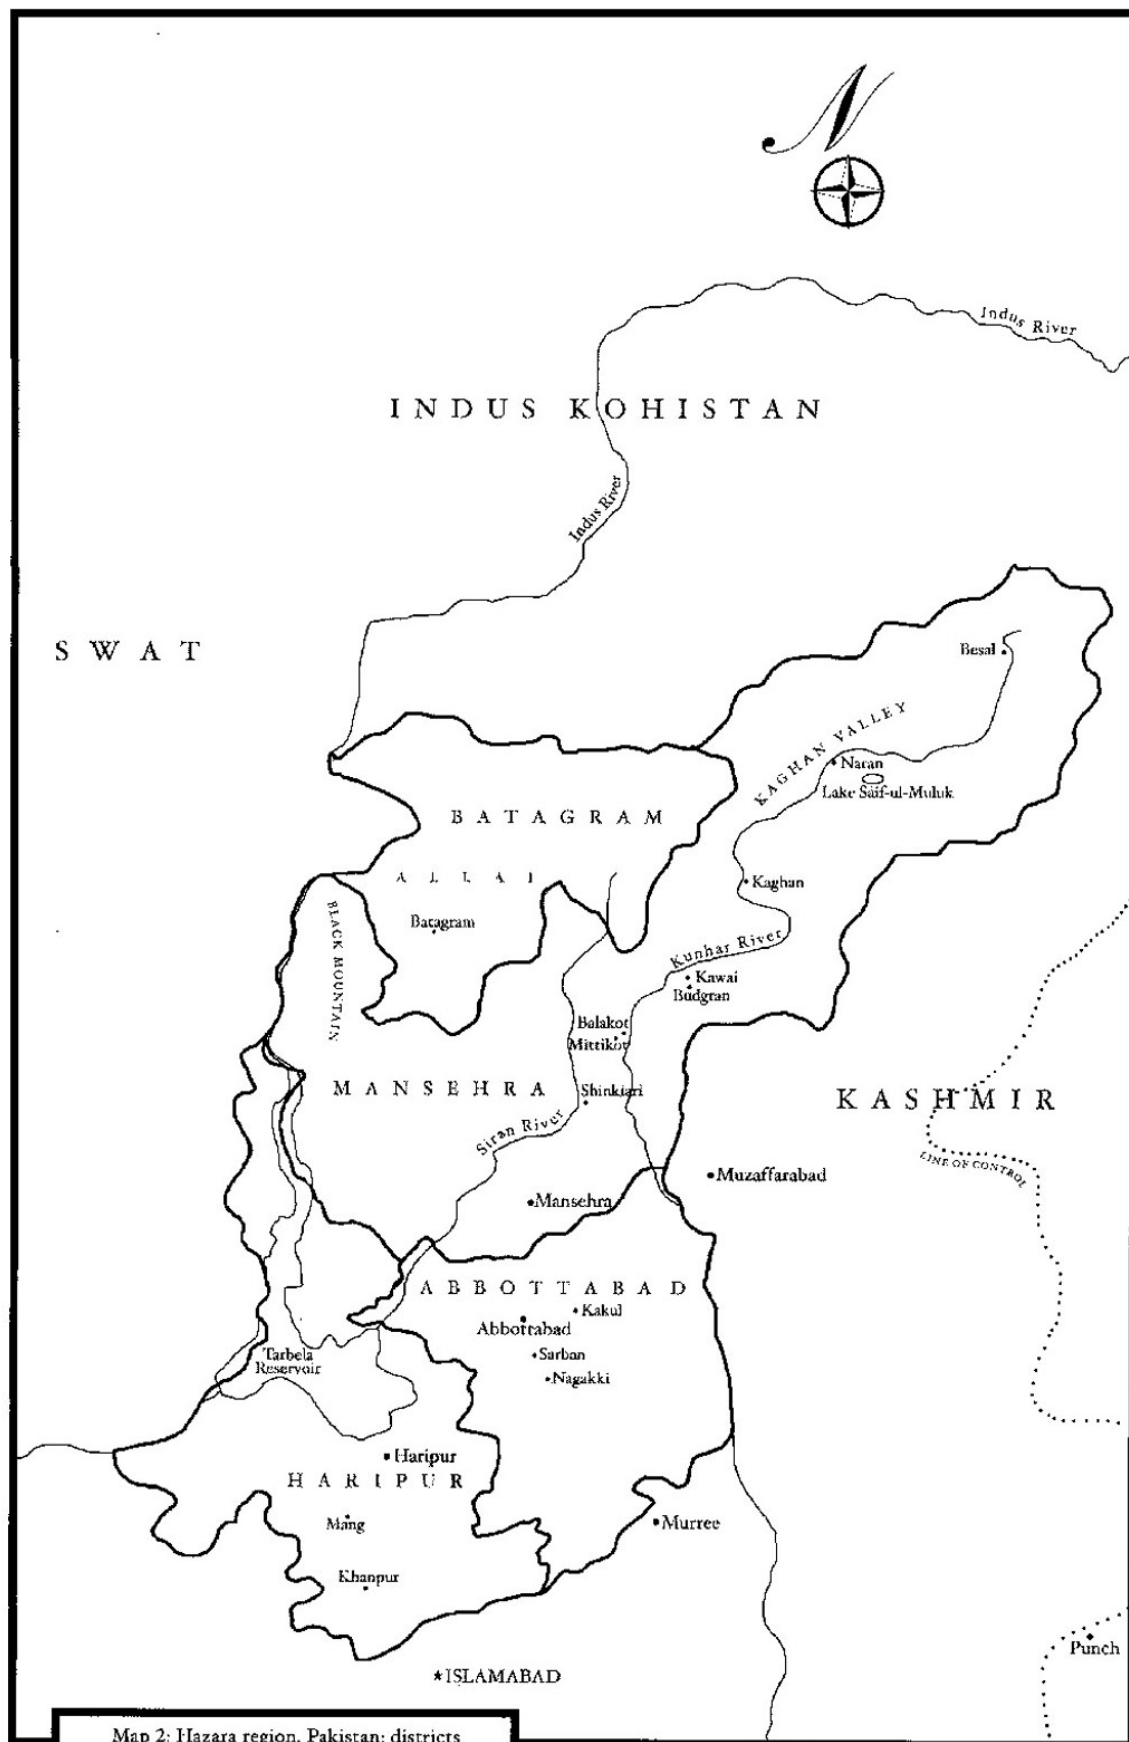 N
Indus River
INDUS KOHISTAN
Indus River
SWAT
Besal
KAGHAN VALLEY
Naran
Lake Saif-ul-Muluk
BATAGRAM
ALLAI
Kaghan
BLACK MOUNTAIN
Batagram
Kunhar River
Kawai
Budgran
Balakot
Mittikot
MANSEHRA
Shinkiari
KASHMIR
Siran River
LINE OF CONTROL
Muzaffarabad
Mansehra
ABBOTTABAD
Kakul
Abbottabad
Sarban
Tarbela
Reservoir
Nagakki
Haripur
HARIPUR
Mang
Murree
Khanpur
Punch
ISLAMABAD
Map 2: Hazara region, Pakistan: districts